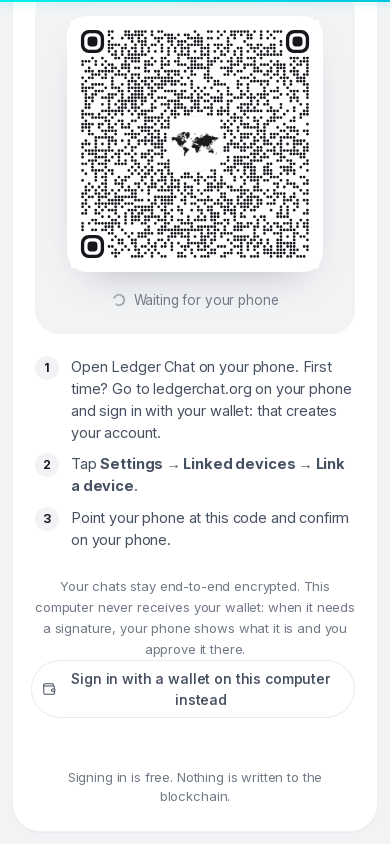 Waiting for your phone
1 Open Ledger Chat on your phone. First
time? Go to ledgerchat.org on your phone
and sign in with your wallet: that creates
your account.
2 Tap Settings → Linked devices → Link
a device.
3 Point your phone at this code and confirm
on your phone.
Your chats stay end-to-end encrypted. This
computer never receives your wallet: when it needs
a signature, your phone shows what it is and you
approve it there.
Sign in with a wallet on this computer
instead
Signing in is free. Nothing is written to the
blockchain.